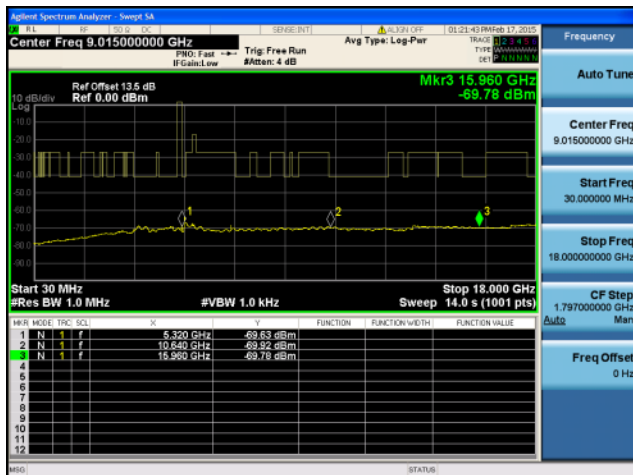 Agilent Spectrum Analyzer - Swept SA
RL RF 50 Ω DC SENSE:INT ALIGN OFF 01:21:43 PM Feb 17, 2015
Center Freq 9.015000000 GHz
PNO: Fast
IFGain:Low
Trig: Free Run
#Atten: 4 dB
Avg Type: Log-Pwr
TRACE 1 2 3 4 5 6
TYPE
DET P N N N N N
Ref Offset 13.5 dB
Ref 0.00 dBm
10 dB/div
Log
Mkr3 15.960 GHz
-69.78 dBm
-10.0
-20.0
-30.0
-40.0
-50.0
-60.0
-70.0
-80.0
-90.0
1
2
3
Start 30 MHz
Stop 18.000 GHz
#Res BW 1.0 MHz
#VBW 1.0 kHz
Sweep 14.0 s (1001 pts)
MKR MODE TRC SCL X Y FUNCTION FUNCTION WIDTH FUNCTION VALUE
1 N 1 f 5.320 GHz -69.63 dBm
2 N 1 f 10.640 GHz -69.92 dBm
3 N 1 f 15.960 GHz -69.78 dBm
4
5
6
7
8
9
10
11
12
MSG
STATUS
Frequency
Auto Tune
Center Freq
9.015000000 GHz
Start Freq
30.000000 MHz
Stop Freq
18.000000000 GHz
CF Step
1.797000000 GHz
Auto Man
Freq Offset
0 Hz